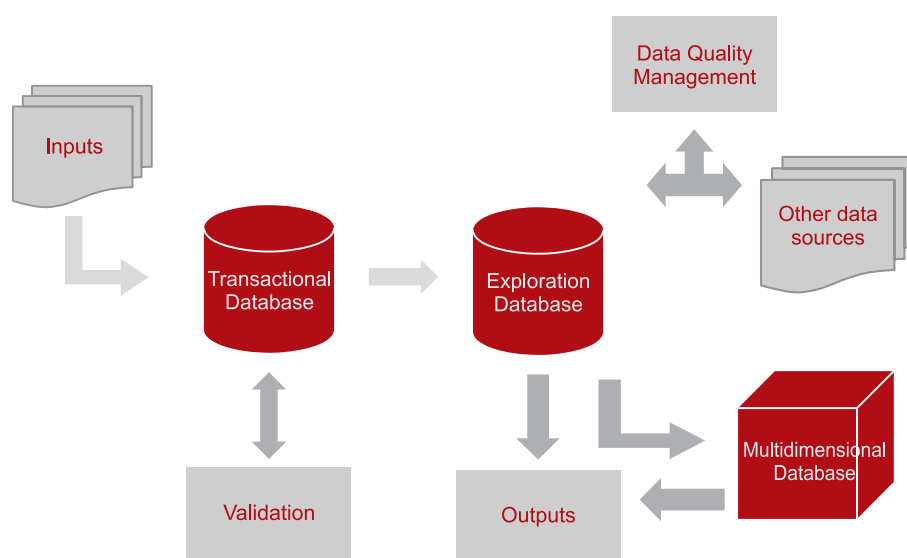 Data Quality
Management
Inputs
Other data
sources
Transactional
Database
Exploration
Database
Multidimensional
Database
Validation
Outputs